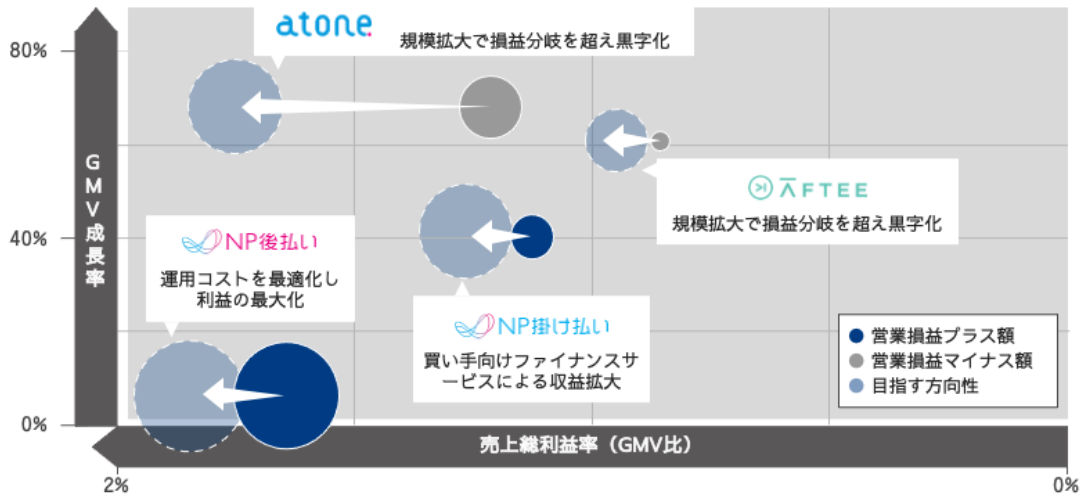 atone
規模拡大で損益分岐を超え黒字化
80%
GMV成長率
AFTEE
規模拡大で損益分岐を超え黒字化
40%
NP後払い
運用コストを最適化し
利益の最大化
NP掛け払い
買い手向けファイナンスサ
ービスによる収益拡大
営業損益プラス額
営業損益マイナス額
目指す方向性
0%
売上総利益率（GMV比）
2%
0%